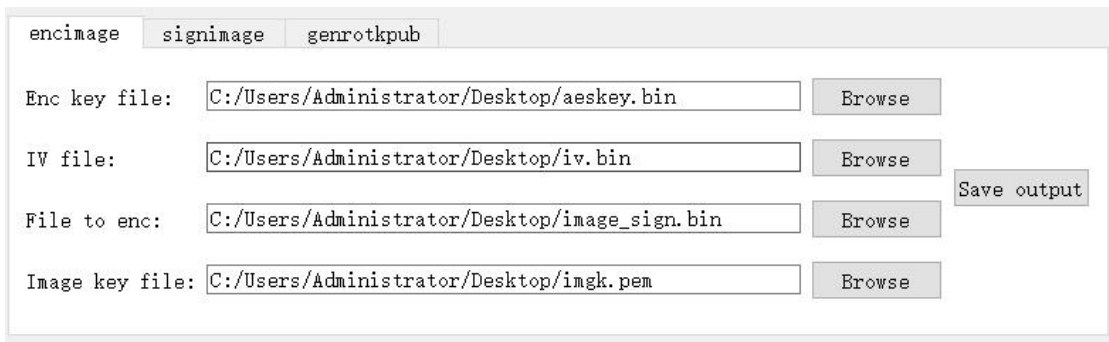 encimage signimage genrotkpub
Enc key file: C:/Users/Administrator/Desktop/aeskey.bin Browse
IV file: C:/Users/Administrator/Desktop/iv.bin Browse
Save output
File to enc: C:/Users/Administrator/Desktop/image_sign.bin Browse
Image key file: C:/Users/Administrator/Desktop/imgk.pem Browse